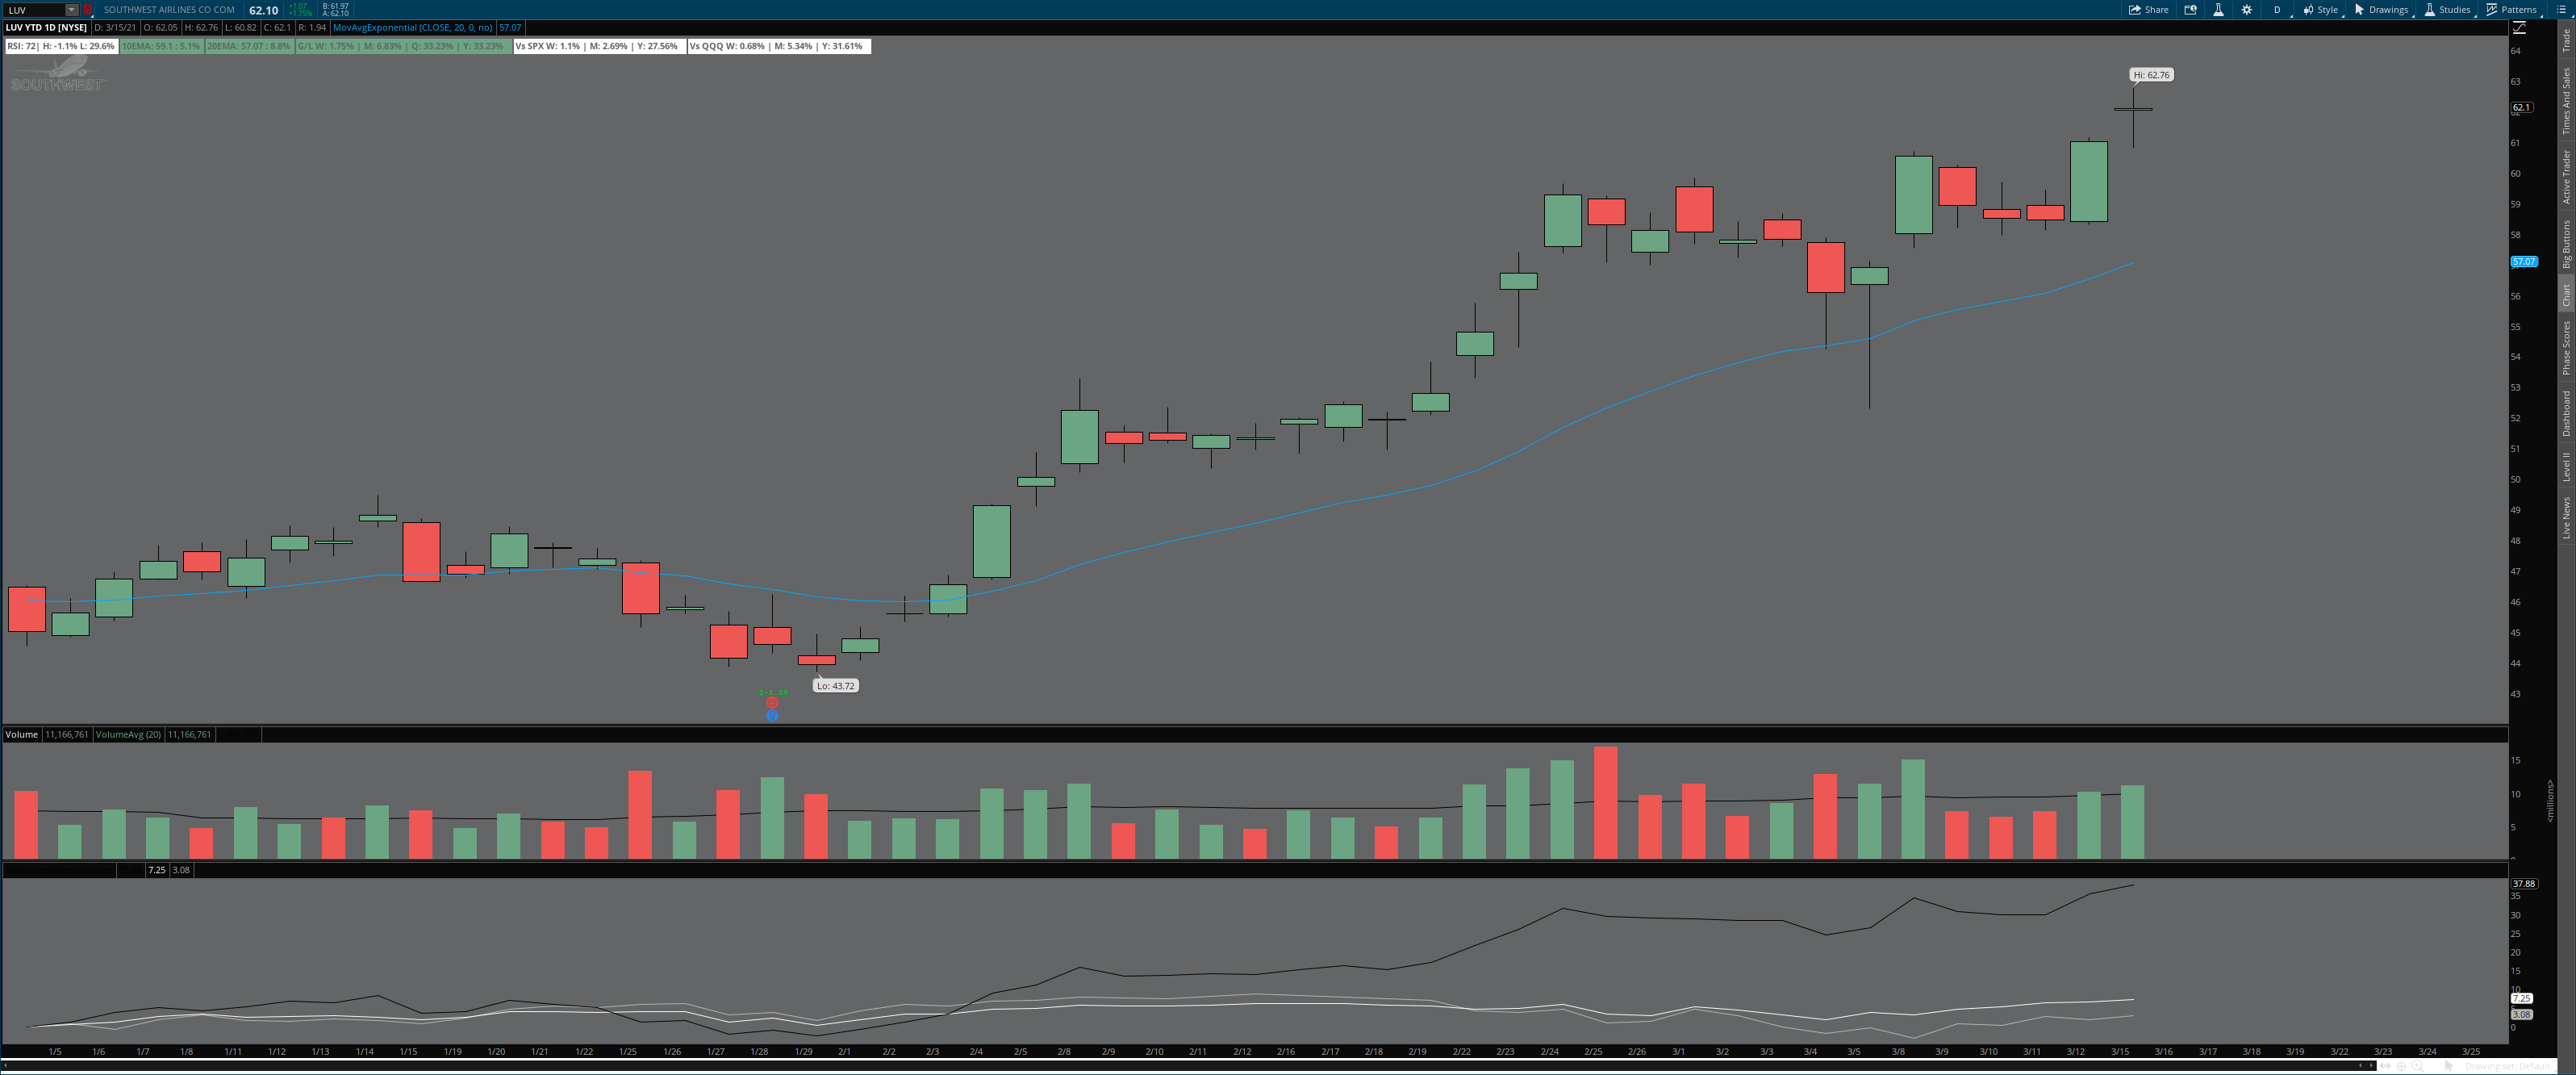 LUV SOUTHWEST AIRLINES CO COM 62.10 +1.07 +1.75% B: 61.97 A: 62.10 Share D Style Drawings Studies Patterns
LUV YTD 1D [NYSE] D: 3/15/21 O: 62.05 H: 62.76 L: 60.82 C: 62.1 R: 1.94 MovAvgExponential (CLOSE, 20, 0, no) 57.07
RSI: 72| H: -1.1% L: 29.6% 10EMA: 59.1 : 5.1% 20EMA: 57.07 : 8.8% G/L W: 1.75% | M: 6.83% | Q: 33.23% | Y: 33.23% Vs SPX W: 1.1% | M: 2.69% | Y: 27.56% Vs QQQ W: 0.68% | M: 5.34% | Y: 31.61%
SOUTHWEST
Hi: 62.76
Lo: 43.72
64
63
62.1
62
61
60
59
58
57.07
56
55
54
53
52
51
50
49
48
47
46
45
44
43
Volume 11,166,761 VolumeAvg (20) 11,166,761
15
10
5
<millions>
7.25 3.08
37.88
35
30
25
20
15
10
7.25
3.08
0
1/5 1/6 1/7 1/8 1/11 1/12 1/13 1/14 1/15 1/19 1/20 1/21 1/22 1/25 1/26 1/27 1/28 1/29 2/1 2/2 2/3 2/4 2/5 2/8 2/9 2/10 2/11 2/12 2/16 2/17 2/18 2/19 2/22 2/23 2/24 2/25 2/26 3/1 3/2 3/3 3/4 3/5 3/8 3/9 3/10 3/11 3/12 3/15 3/16 3/17 3/18 3/19 3/22 3/23 3/24 3/25
Drawing set: Default
Trade
Times And Sales
Active Trader
Big Buttons
Chart
Phase Scores
Dashboard
Level II
Live News